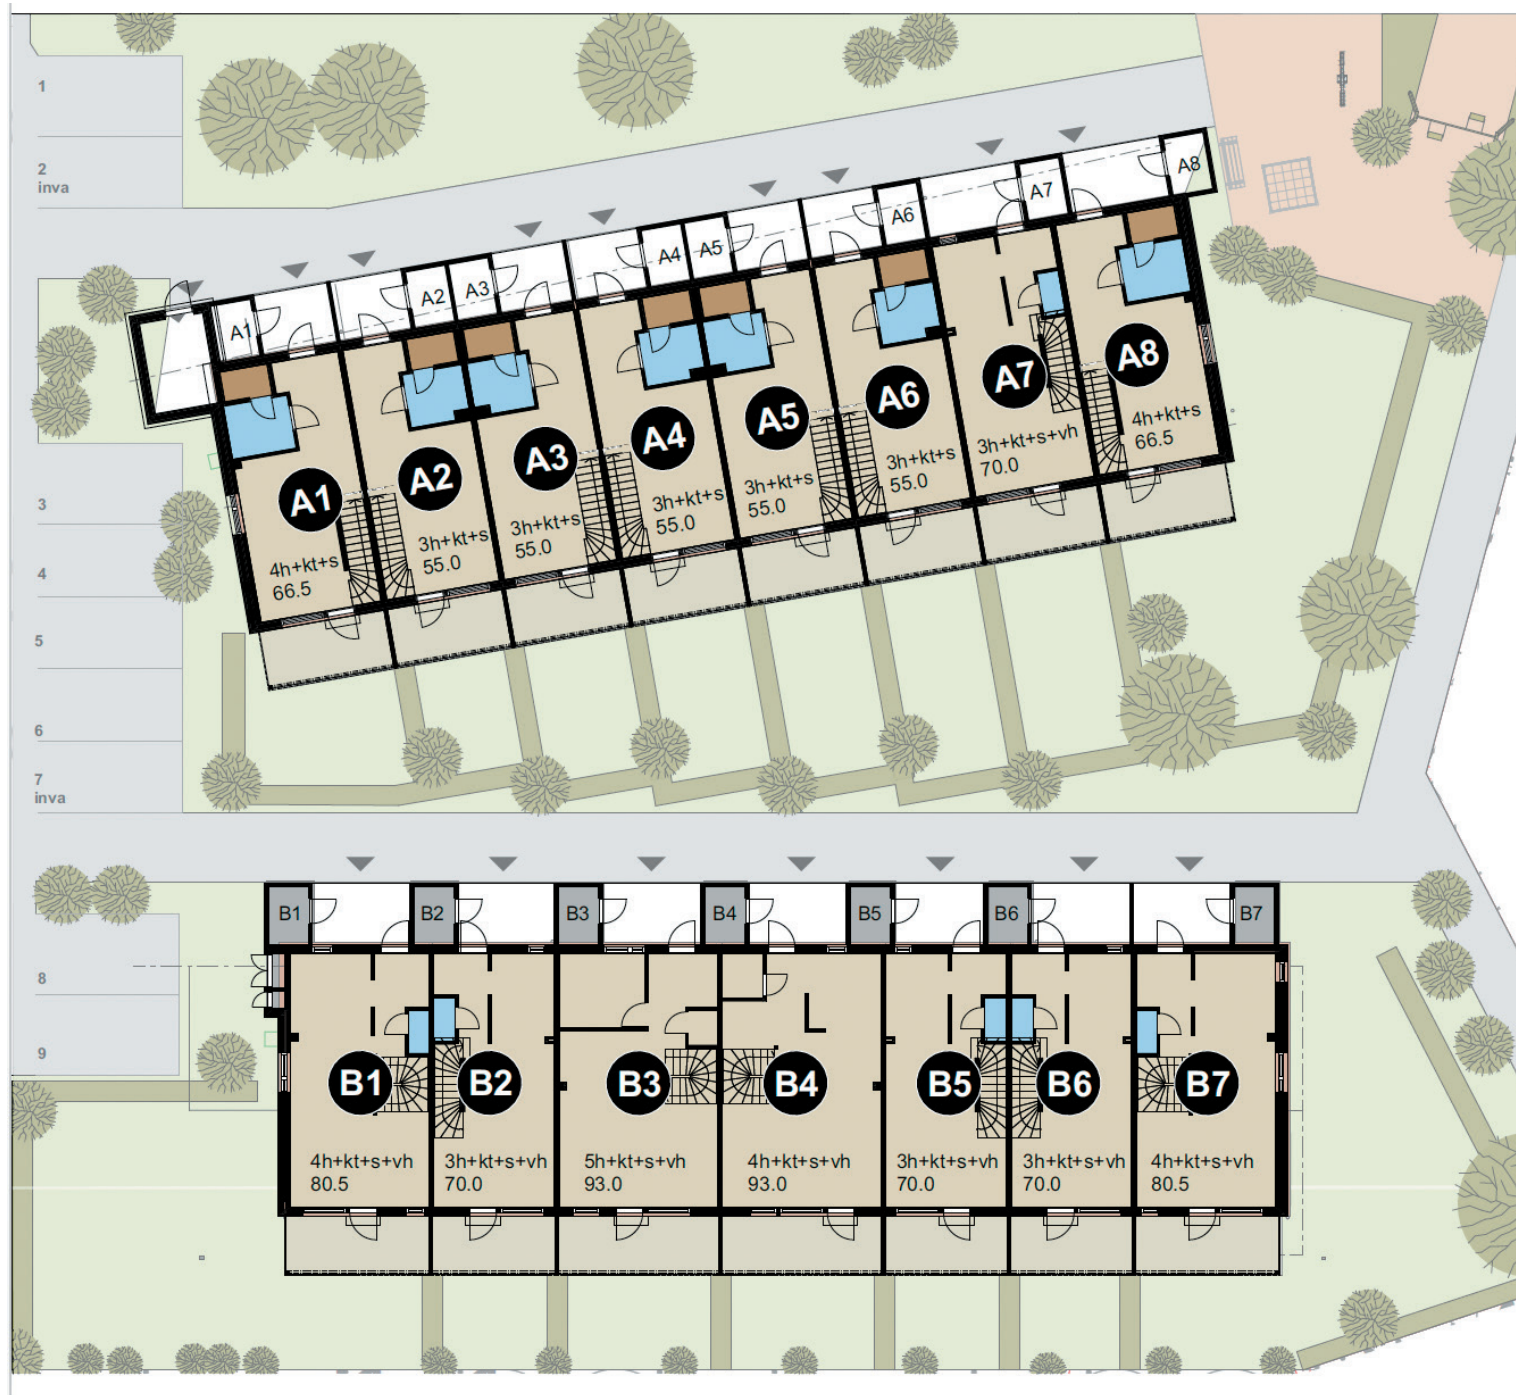 1
2
inva
A8
A7
A6
A5
A4
A3
A2
A1
A8
4h+kt+s
66.5
A7
3h+kt+s+vh
70.0
A6
3h+kt+s
55.0
A5
3h+kt+s
55.0
A4
3h+kt+s
55.0
A3
3h+kt+s
55.0
A2
3h+kt+s
55.0
A1
4h+kt+s
66.5
3
4
5
6
7
inva
B1
B2
B3
B4
B5
B6
B7
8
9
B1
B2
B3
B4
B5
B6
B7
4h+kt+s+vh
80.5
3h+kt+s+vh
70.0
5h+kt+s+vh
93.0
4h+kt+s+vh
93.0
3h+kt+s+vh
70.0
3h+kt+s+vh
70.0
4h+kt+s+vh
80.5